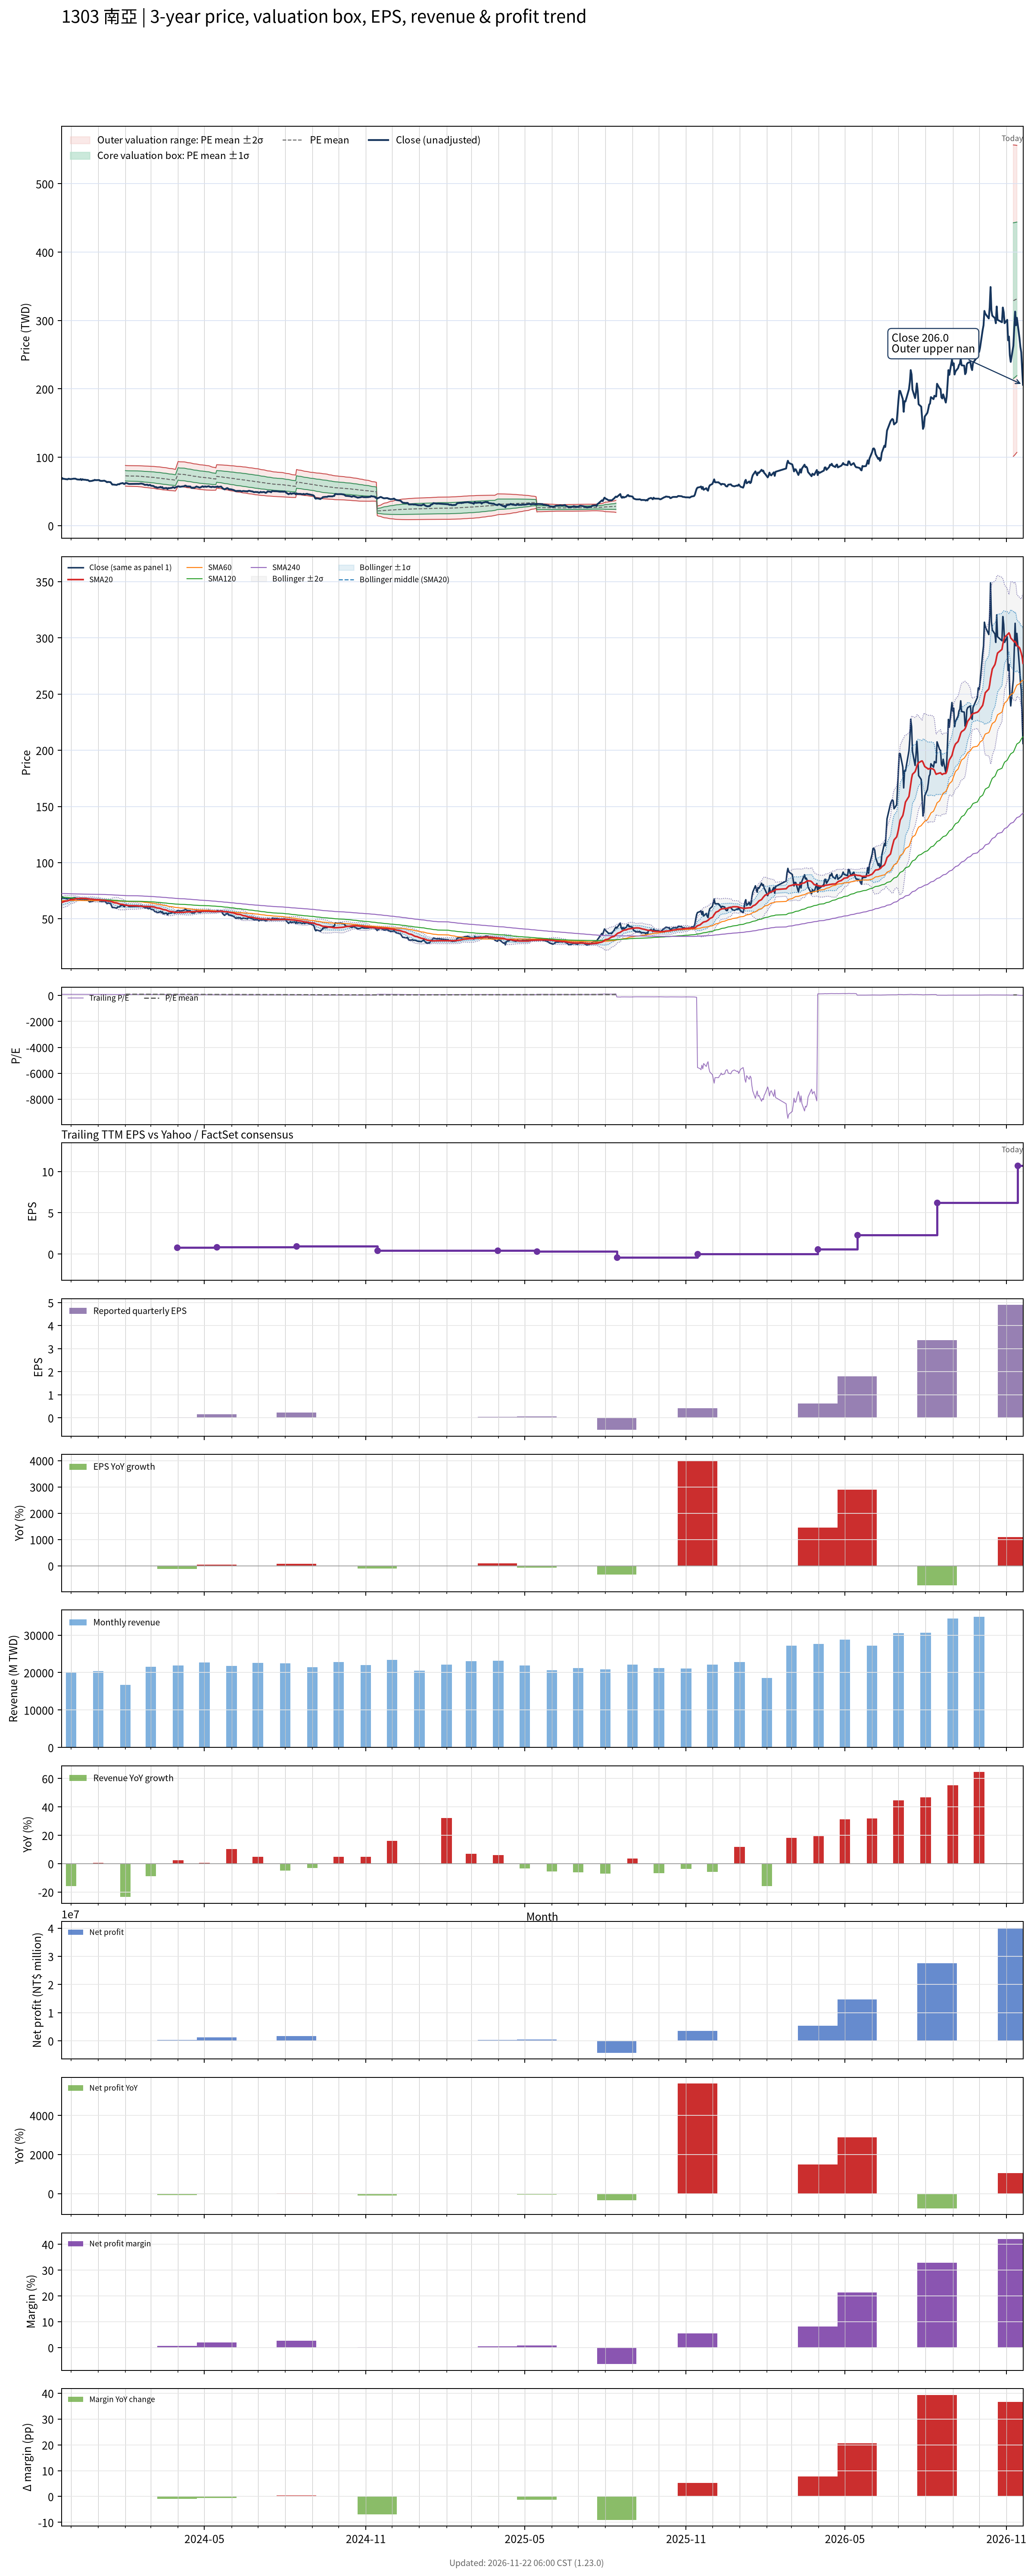 1303 南亞 | 3-year price, valuation box, EPS, revenue & profit trend
Outer valuation range: PE mean ±2σ
PE mean
Close (unadjusted)
Core valuation box: PE mean ±1σ
Today
500
400
300
200
100
0
Price (TWD)
Close 206.0
Outer upper nan
Close (same as panel 1)
SMA20
SMA60
SMA120
SMA240
Bollinger ±2σ
Bollinger ±1σ
Bollinger middle (SMA20)
350
300
250
200
150
100
50
Price
Trailing P/E
P/E mean
0
-2000
-4000
-6000
-8000
P/E
Trailing TTM EPS vs Yahoo / FactSet consensus
Today
10
5
0
EPS
Reported quarterly EPS
5
4
3
2
1
0
EPS
EPS YoY growth
4000
3000
2000
1000
0
YoY (%)
Monthly revenue
30000
20000
10000
0
Revenue (M TWD)
Revenue YoY growth
60
40
20
0
-20
YoY (%)
Month
1e7
Net profit
4
3
2
1
0
Net profit (NT$ million)
Net profit YoY
4000
2000
0
YoY (%)
Net profit margin
40
30
20
10
0
Margin (%)
Margin YoY change
40
30
20
10
0
-10
Δ margin (pp)
2024-05
2024-11
2025-05
2025-11
2026-05
2026-11
Updated: 2026-11-22 06:00 CST (1.23.0)